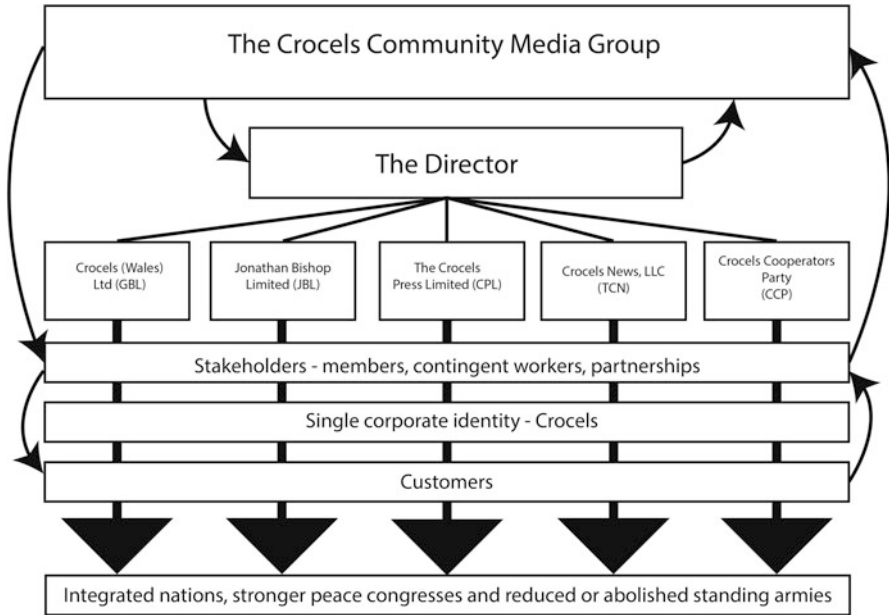 The Crocels Community Media Group
The Director
Crocels (Wales)
Ltd (GBL)
Jonathan Bishop
Limited (JBL)
The Crocels
Press Limited (CPL)
Crocels News, LLC
(TCN)
Crocels Cooperators
Party
(CCP)
Stakeholders - members, contingent workers, partnerships
Single corporate identity - Crocels
Customers
Integrated nations, stronger peace congresses and reduced or abolished standing armies